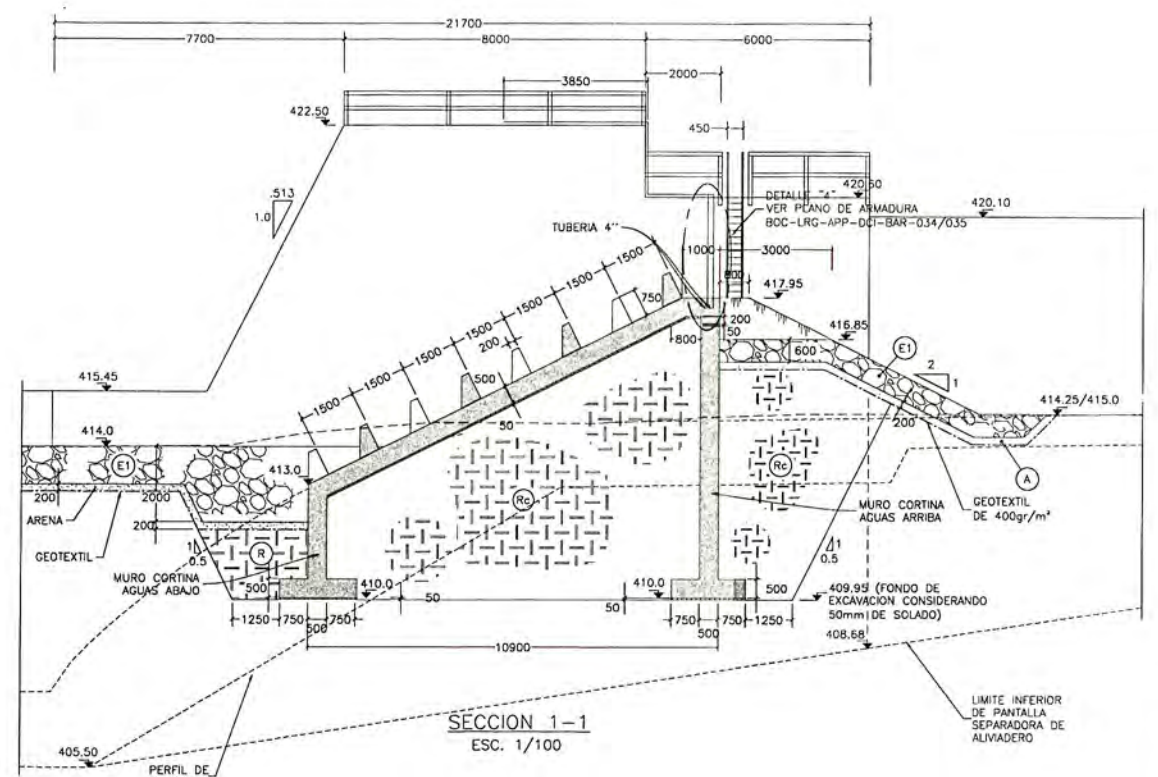 21700
7700
8000
6000
2000
3850
422.50
450
.513
1.0
DETALLE "4"
420.60
VER PLANO DE ARMADURA
BOC-LRG-APP-DCI-BAR-034/035
420.10
TUBERIA 4''
1000
3000
1500
1500
1500
1500
1500
1500
1500
750
417.95
200
50
800
416.85
600
E1
2
1
200
500
50
200
415.45
414.25/415.0
414.0
E1
413.0
200
2000
ARENA
200
GEOTEXTIL
R
1
0.5
Rc
Rc
A
GEOTEXTIL
DE 400gr/m²
MURO CORTINA
AGUAS ARRIBA
1
0.5
MURO CORTINA
AGUAS ABAJO
500
410.0
50
410.0
50
500
409.95 (FONDO DE
EXCAVACION CONSIDERANDO
50mm DE SOLADO)
1250
750
500
750
750
500
750
1250
408.68
10900
LIMITE INFERIOR
DE PANTALLA
SEPARADORA DE
ALIVIADERO
SECCION 1-1
ESC. 1/100
405.50
PERFIL DE